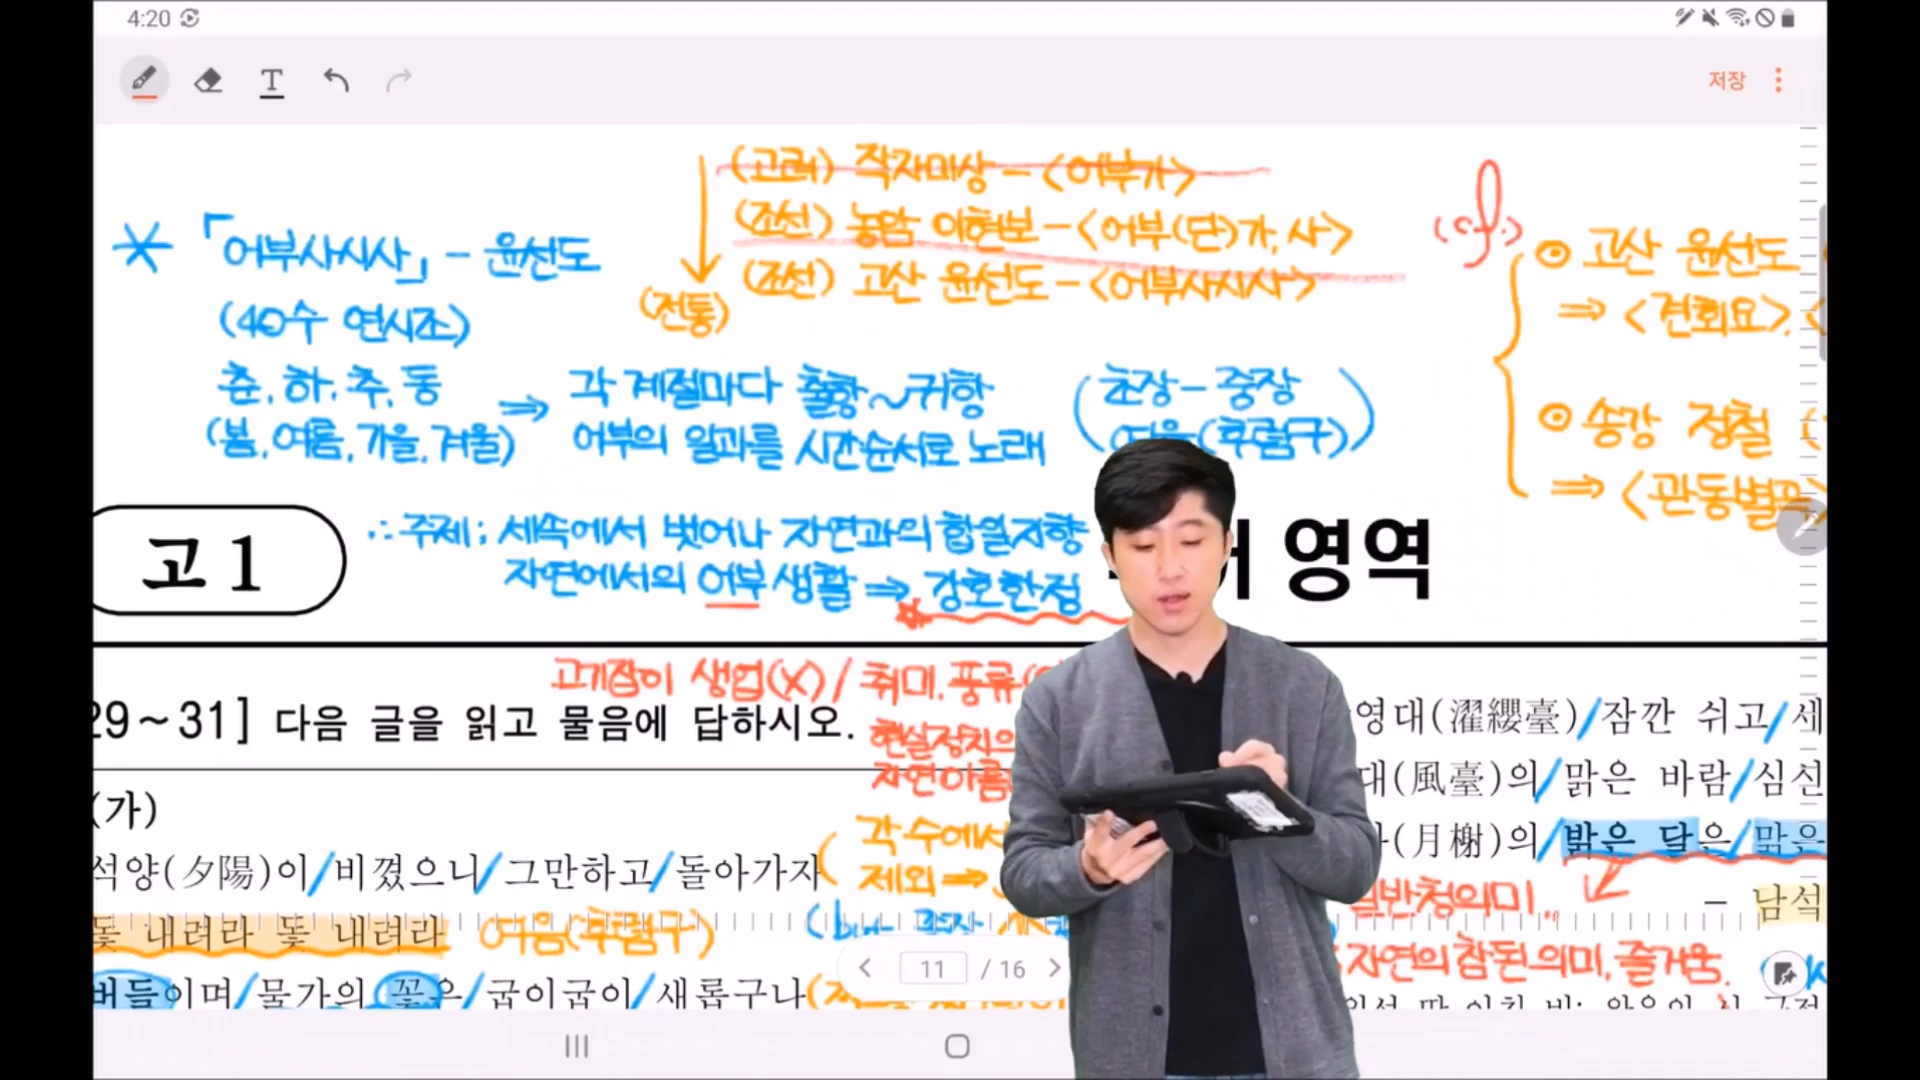 4:20
저장
(고려) 작자미상 - <어부가>
(조선) 농암 이현보 - <어부(단)가, 사>
(조선) 고산 윤선도 - <어부사시사>
(전통)
* 「어부사시사」 - 윤선도
(40수 연시조)
춘, 하, 추, 동
(봄, 여름, 가을, 겨울)
⇒ 각 계절마다 출항~귀항
어부의 일과를 시간순서로 노래
(초장 - 중장
여음(후렴구))
(cf.)
⊙ 고산 윤선도
⇒ <견회요>,
⊙ 송강 정철
⇒ <관동별곡>
∴ 주제 ; 세속에서 벗어나 자연과의 합일지향
자연에서의 어부 생활 ⇒ 강호한정
고1
영역
고기잡이 생업(X) / 취미, 풍류
29~31] 다음 글을 읽고 물음에 답하시오.
현실정치의
자연아름
(가)
석양(夕陽)이/비꼈으니/그만하고/돌아가자
돛 내려라 돛 내려라 여음(후렴구)
버들이며/물가의 꽃은/굽이굽이/새롭구나
각 수에서
제외 ⇒
영대(濯纓臺)/잠깐 쉬고/세
대(風臺)의/맑은 바람/심신
(月榭)의/밝은 달은/맑은
일반청의미..
- 남석
자연의 참된 의미, 즐거움.
11 / 16